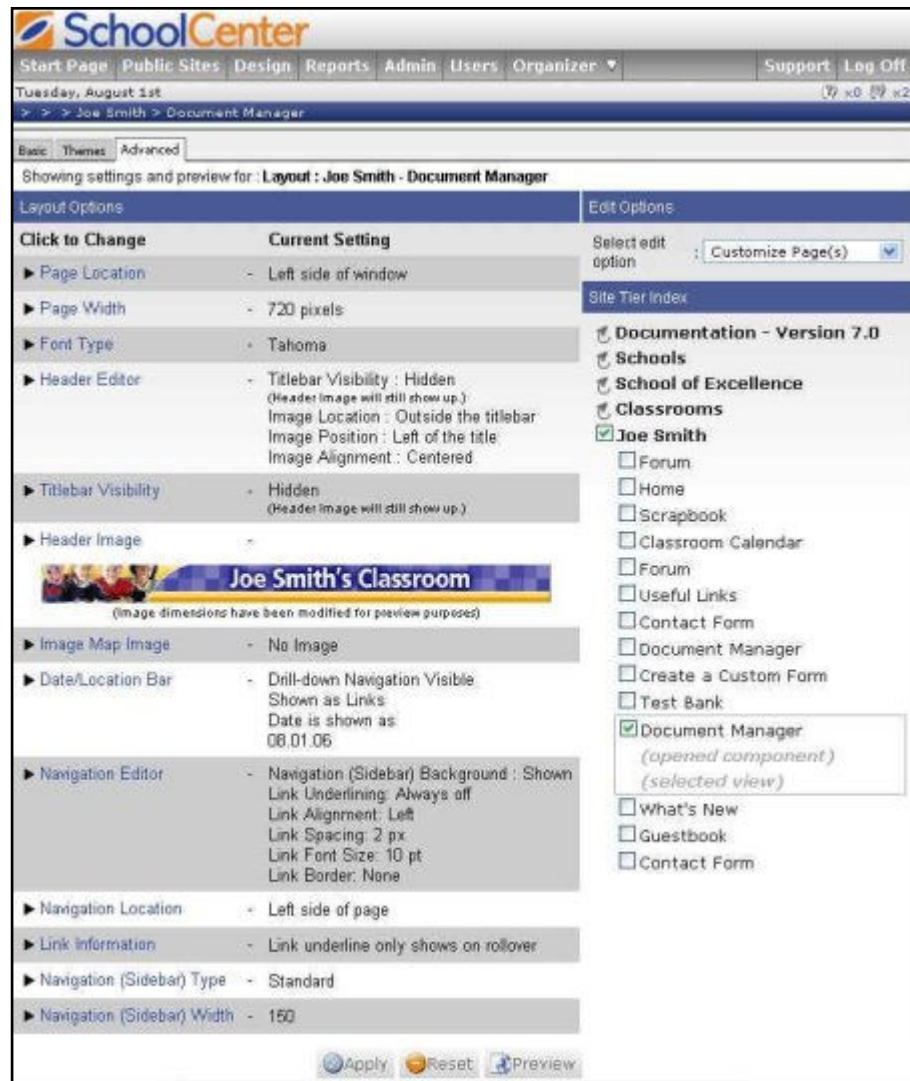 SchoolCenter
Start Page Public Sites Design Reports Admin Users Organizer ▼ Support Log Off
Tuesday, August 1st x0 x2
> > > Joe Smith > Document Manager
Basic Themes Advanced
Showing settings and preview for : Layout : Joe Smith - Document Manager
Layout Options
Click to Change Current Setting
▶ Page Location - Left side of window
▶ Page Width - 720 pixels
▶ Font Type - Tahoma
▶ Header Editor - Titlebar Visibility : Hidden
(Header Image will still show up.)
Image Location : Outside the titlebar
Image Position : Left of the title
Image Alignment : Centered
▶ Titlebar Visibility - Hidden
(Header Image will still show up.)
▶ Header Image -
Joe Smith's Classroom
(Image dimensions have been modified for preview purposes)
▶ Image Map Image - No Image
▶ Date/Location Bar - Drill-down Navigation Visible
Shown as Links
Date is shown as
08.01.06
▶ Navigation Editor - Navigation (Sidebar) Background : Shown
Link Underlining: Always off
Link Alignment: Left
Link Spacing: 2 px
Link Font Size: 10 pt
Link Border: None
▶ Navigation Location - Left side of page
▶ Link Information - Link underline only shows on rollover
▶ Navigation (Sidebar) Type - Standard
▶ Navigation (Sidebar) Width - 150
Apply Reset Preview
Edit Options
Select edit
option : Customize Page(s)
Site Tier Index
Documentation - Version 7.0
Schools
School of Excellence
Classrooms
Joe Smith
Forum
Home
Scrapbook
Classroom Calendar
Forum
Useful Links
Contact Form
Document Manager
Create a Custom Form
Test Bank
Document Manager
(opened component)
(selected view)
What's New
Guestbook
Contact Form